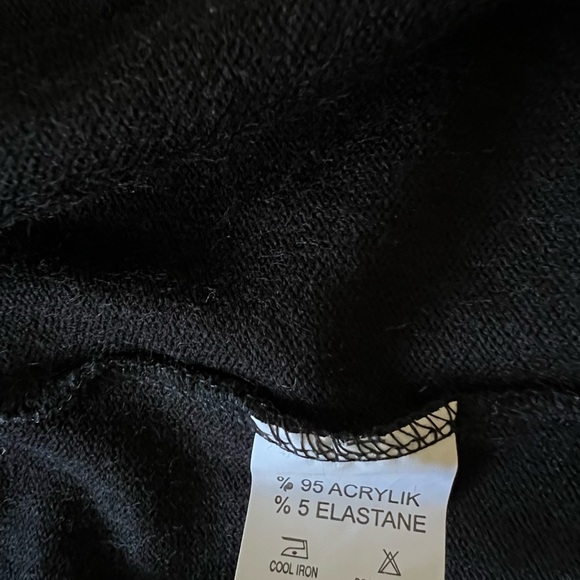 % 95 ACRYLIK
% 5 ELASTANE
COOL IRON